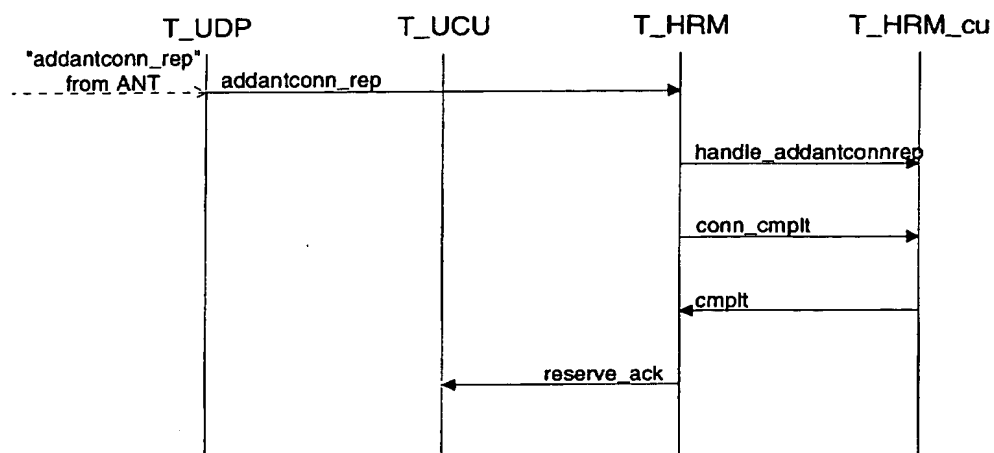 T_UDP T_UCU T_HRM T_HRM_cu
"addantconn_rep"
from ANT addantconn_rep
handle_addantconnrep
conn_cmplt
cmplt
reserve_ack